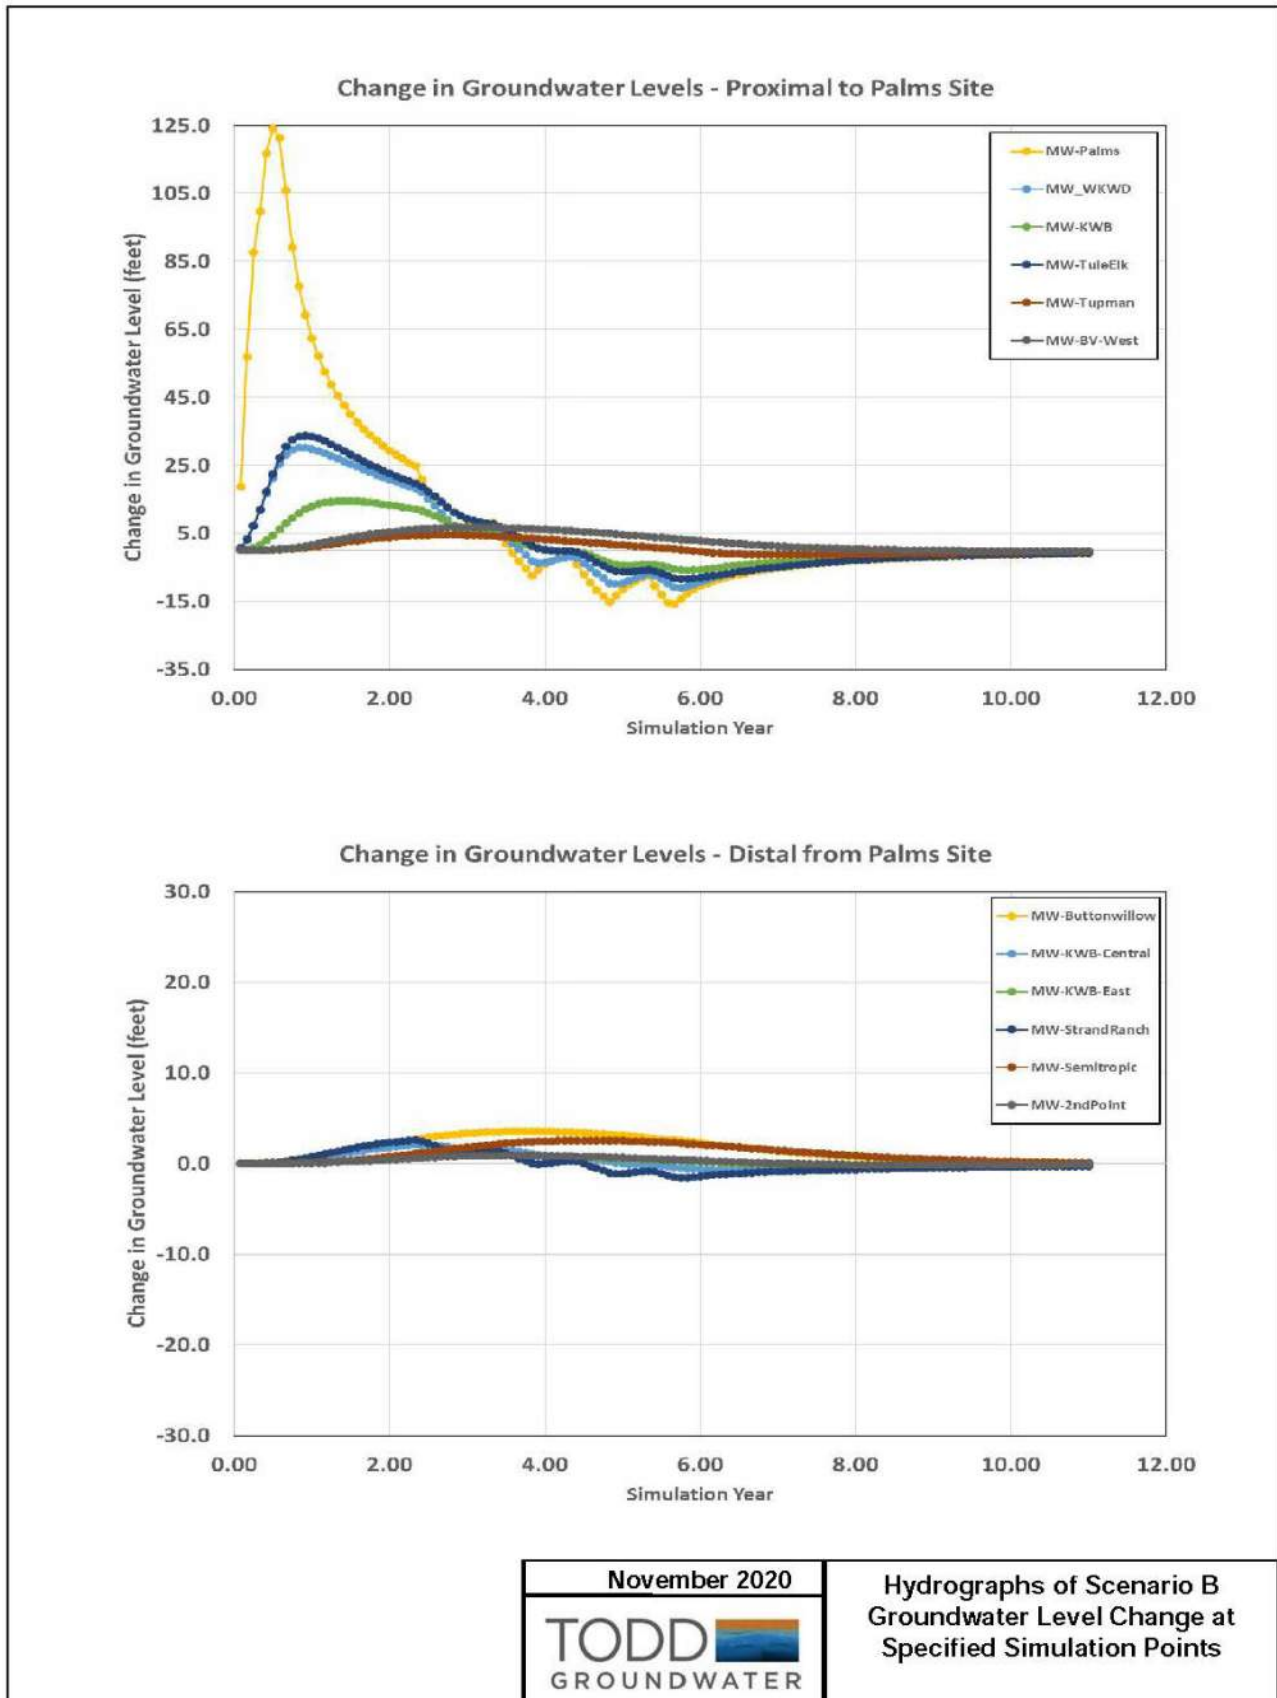 Change in Groundwater Levels - Proximal to Palms Site
125.0
105.0
85.0
65.0
45.0
25.0
5.0
-15.0
-35.0
Change in Groundwater Level (feet)
MW-Palms
MW_WKWD
MW-KWB
MW-TuleElk
MW-Tupman
MW-BV-West
0.00 2.00 4.00 6.00 8.00 10.00 12.00
Simulation Year
Change in Groundwater Levels - Distal from Palms Site
30.0
20.0
10.0
0.0
-10.0
-20.0
-30.0
Change in Groundwater Level (feet)
MW-Buttonwillow
MW-KWB-Central
MW-KWB-East
MW-StrandRanch
MW-Semitropic
MW-2ndPoint
0.00 2.00 4.00 6.00 8.00 10.00 12.00
Simulation Year
November 2020
TODD
GROUNDWATER
Hydrographs of Scenario B
Groundwater Level Change at
Specified Simulation Points